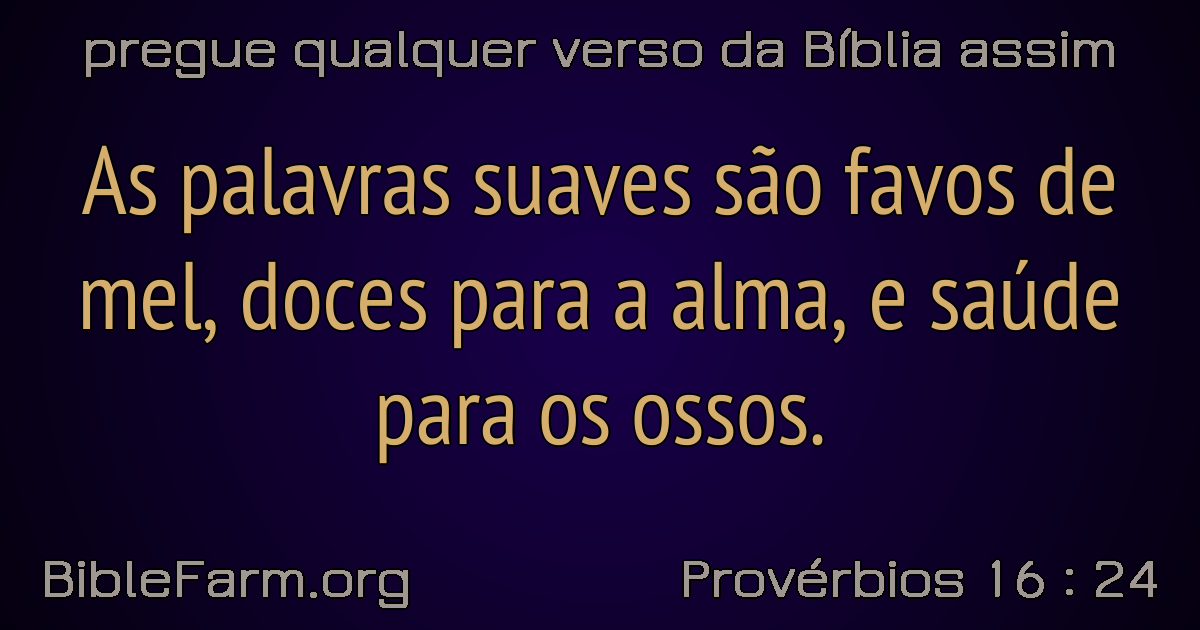 pregue qualquer verso da Bíblia assim
As palavras suaves são favos de
mel, doces para a alma, e saúde
para os ossos.
BibleFarm.org
Provérbios 16 : 24